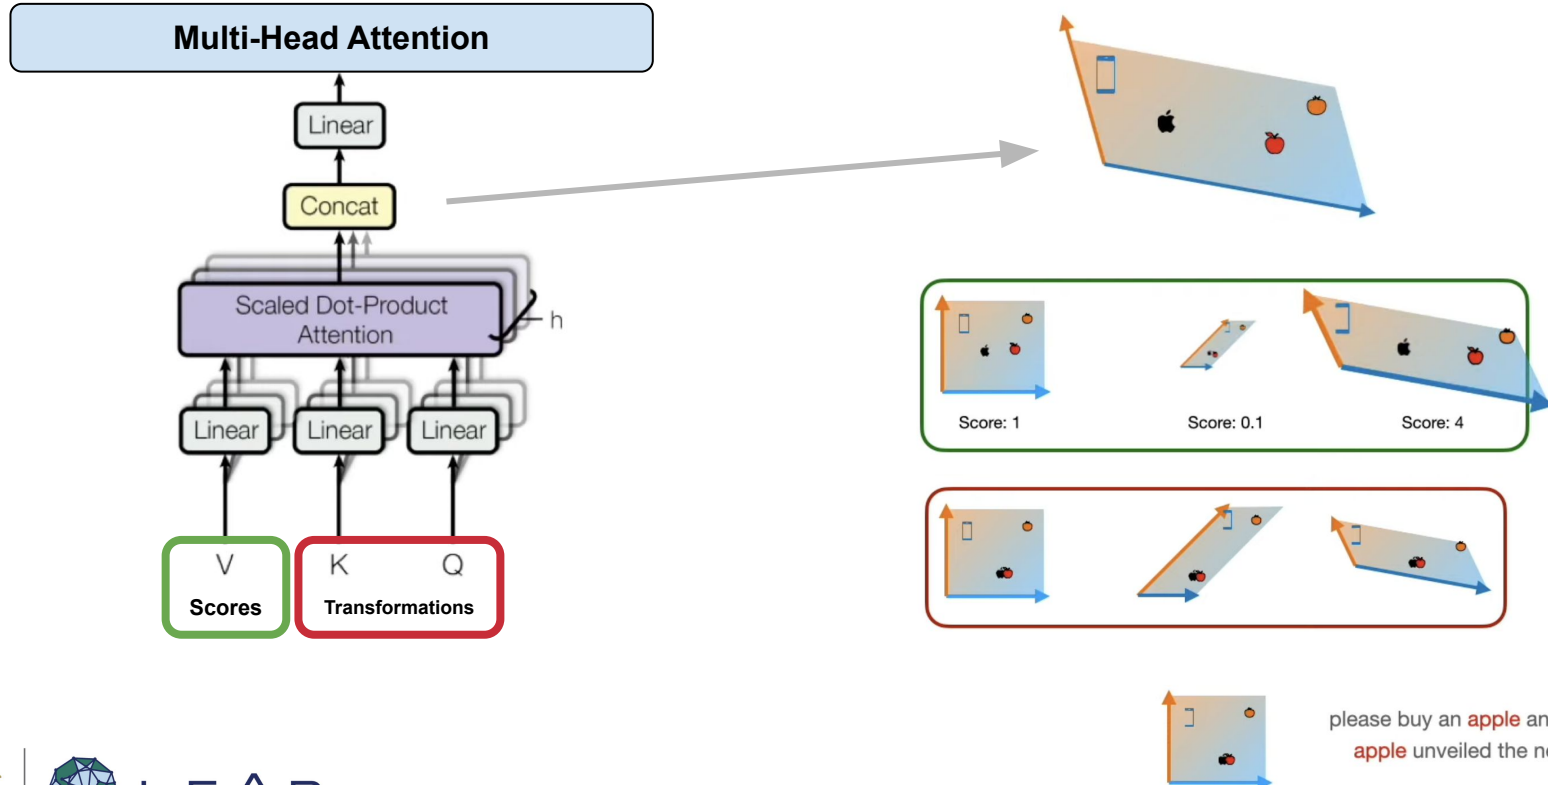 Multi-Head Attention
Linear
Concat
Scaled Dot-Product
Attention
h
Linear
Linear
Linear
V
K
Q
Scores
Transformations
Score: 1
Score: 0.1
Score: 4
please buy an apple an
apple unveiled the